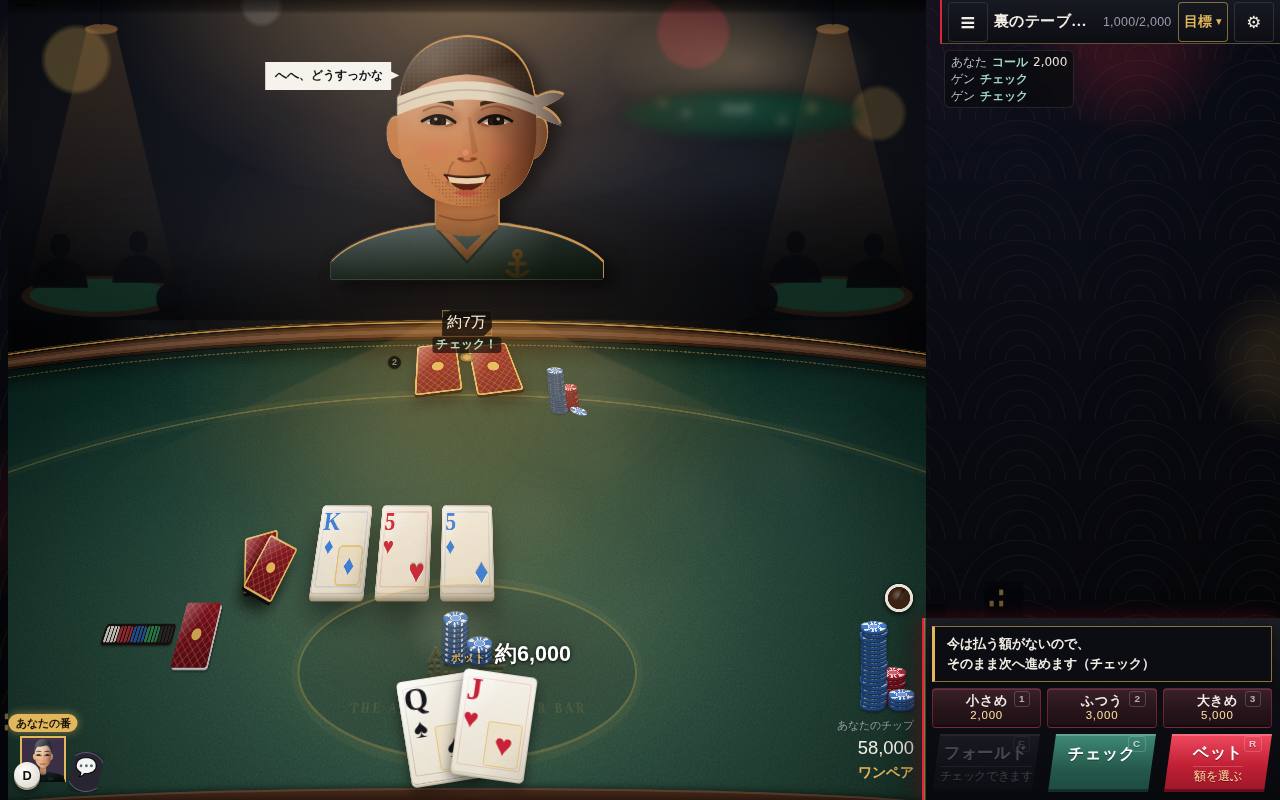 裏のテーブ…
1,000/2,000
目標▼
あなた コール 2,000
ゲン チェック
ゲン チェック
へへ、どうすっかな
約7万
チェック！
2
K
5
5
ポット
約6,000
Q
J
あなたの番
D
あなたのチップ
58,000
ワンペア
今は払う額がないので、
そのまま次へ進めます（チェック）
小さめ 1
2,000
ふつう 2
3,000
大きめ 3
5,000
フォールド F
チェックできます
チェック C
ベット R
額を選ぶ